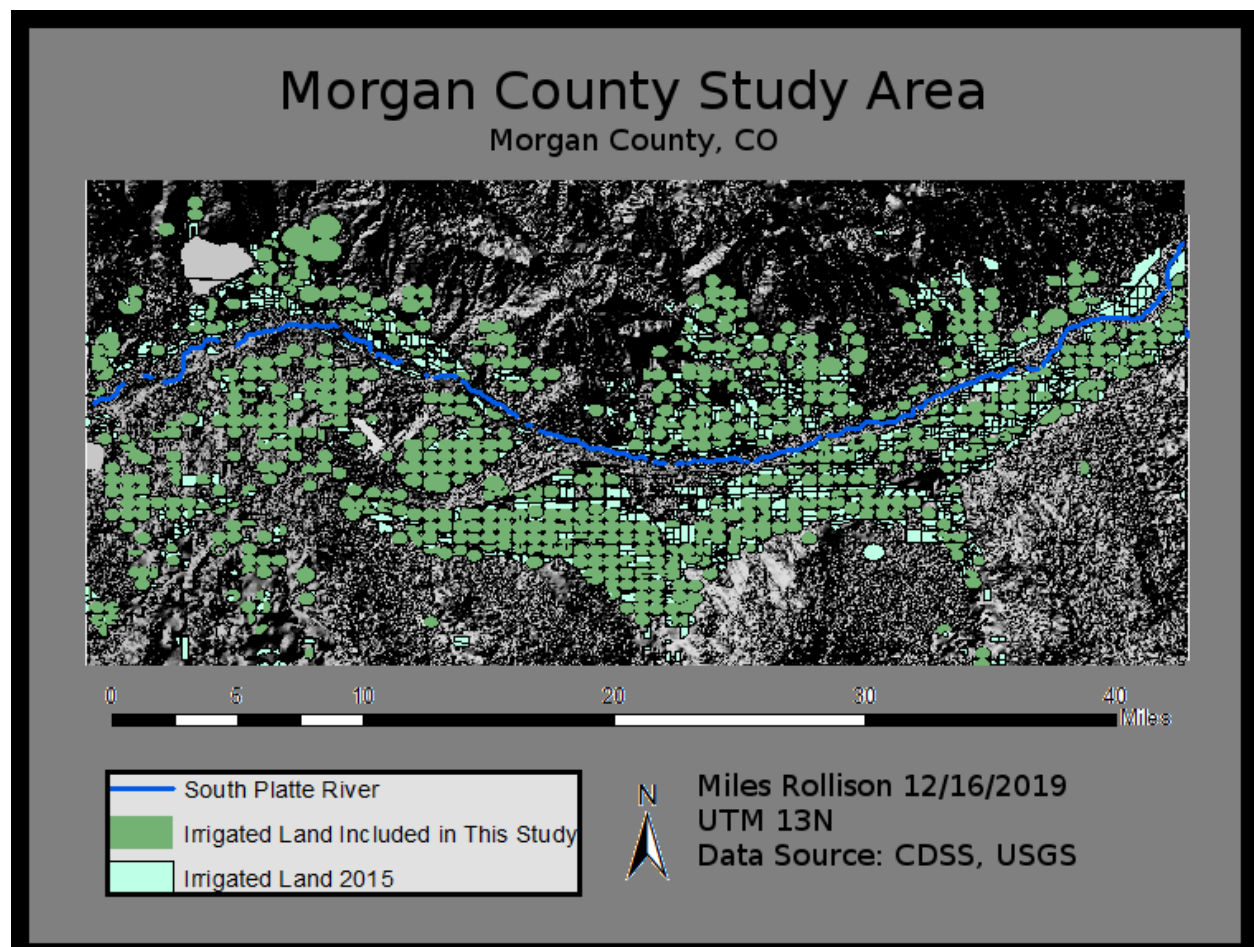 Morgan County Study Area
Morgan County, CO
0 5 10 20 30 40
Miles
South Platte River
Irrigated Land Included in This Study
Irrigated Land 2015
N
Miles Rollison 12/16/2019
UTM 13N
Data Source: CDSS, USGS